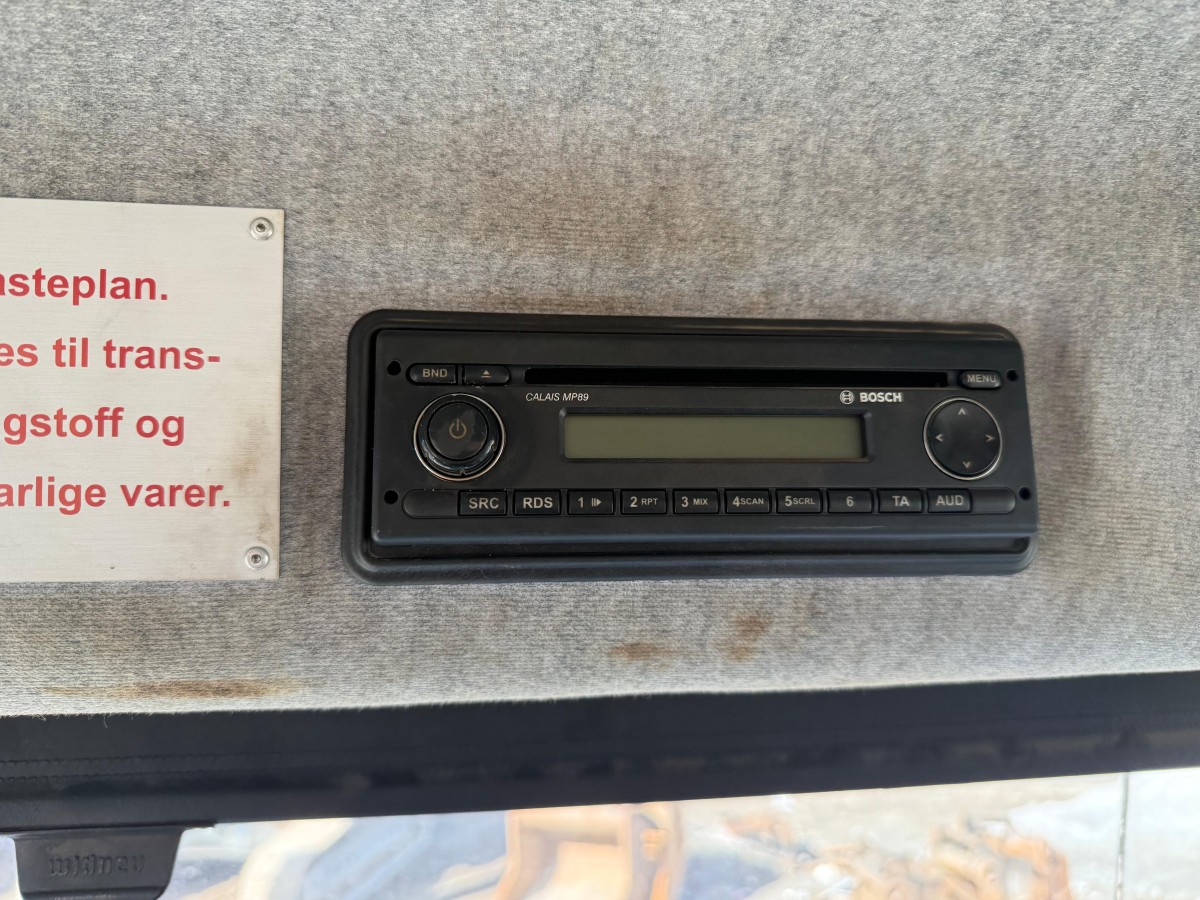 asteplan.
es til trans-
gstoff og
arlige varer.
BND
MENU
CALAIS MP89
BOSCH
SRC RDS 1 2 RPT 3 MIX 4 SCAN 5 SCRL 6 TA AUD